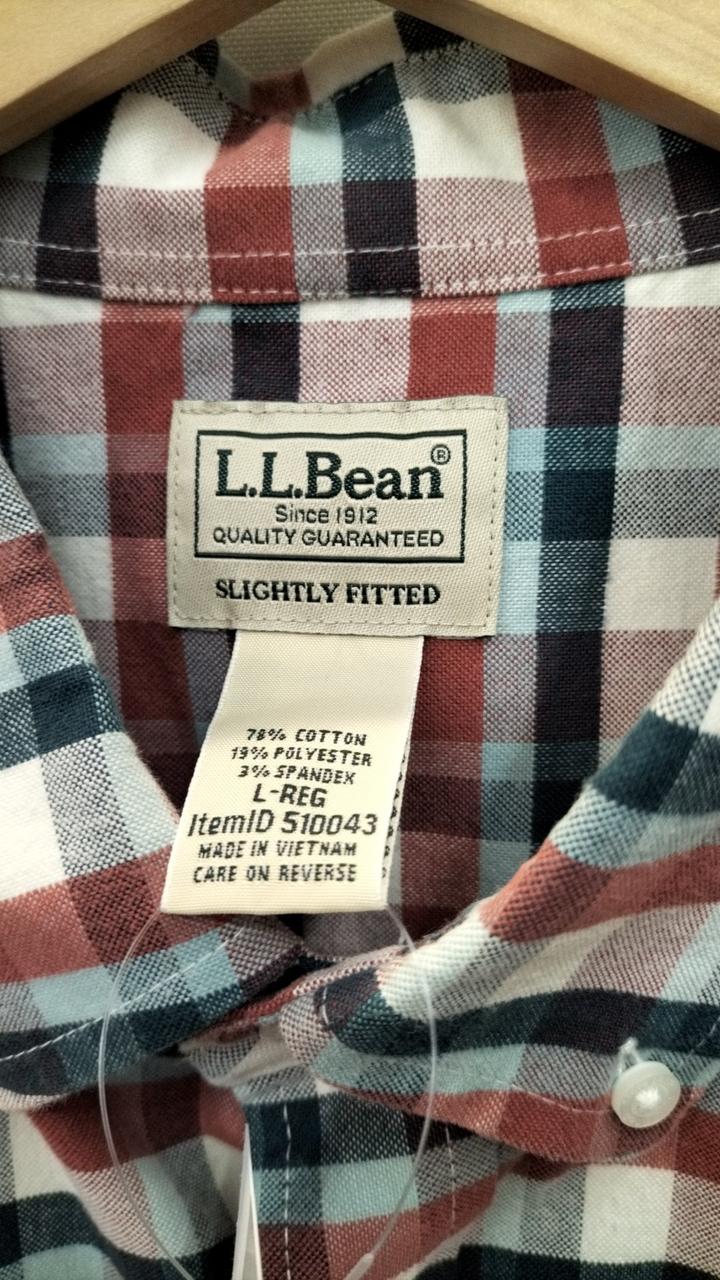 L.L.Bean®
Since 1912
QUALITY GUARANTEED
SLIGHTLY FITTED
78% COTTON
19% POLYESTER
3% SPANDEX
L-REG
ItemID 510043
MADE IN VIETNAM
CARE ON REVERSE